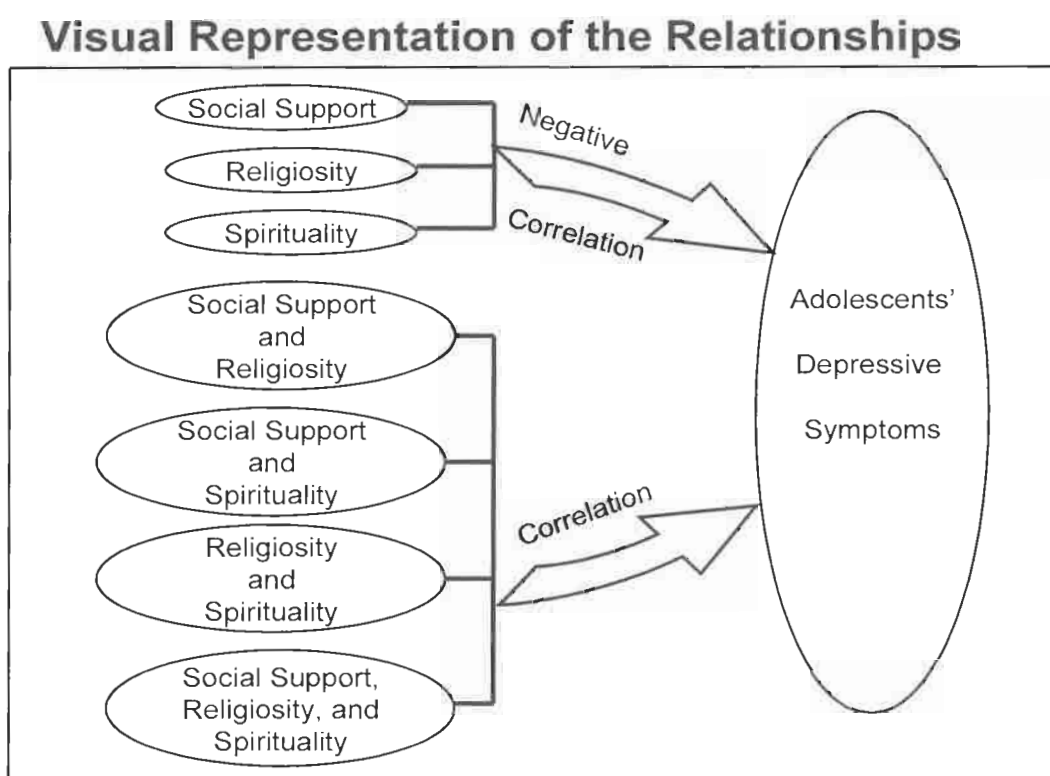 Visual Representation of the Relationships
Social Support
Religiosity
Spirituality
Negative
Correlation
Social Support
and
Religiosity
Social Support
and
Spirituality
Religiosity
and
Spirituality
Social Support,
Religiosity, and
Spirituality
Correlation
Adolescents’
Depressive
Symptoms